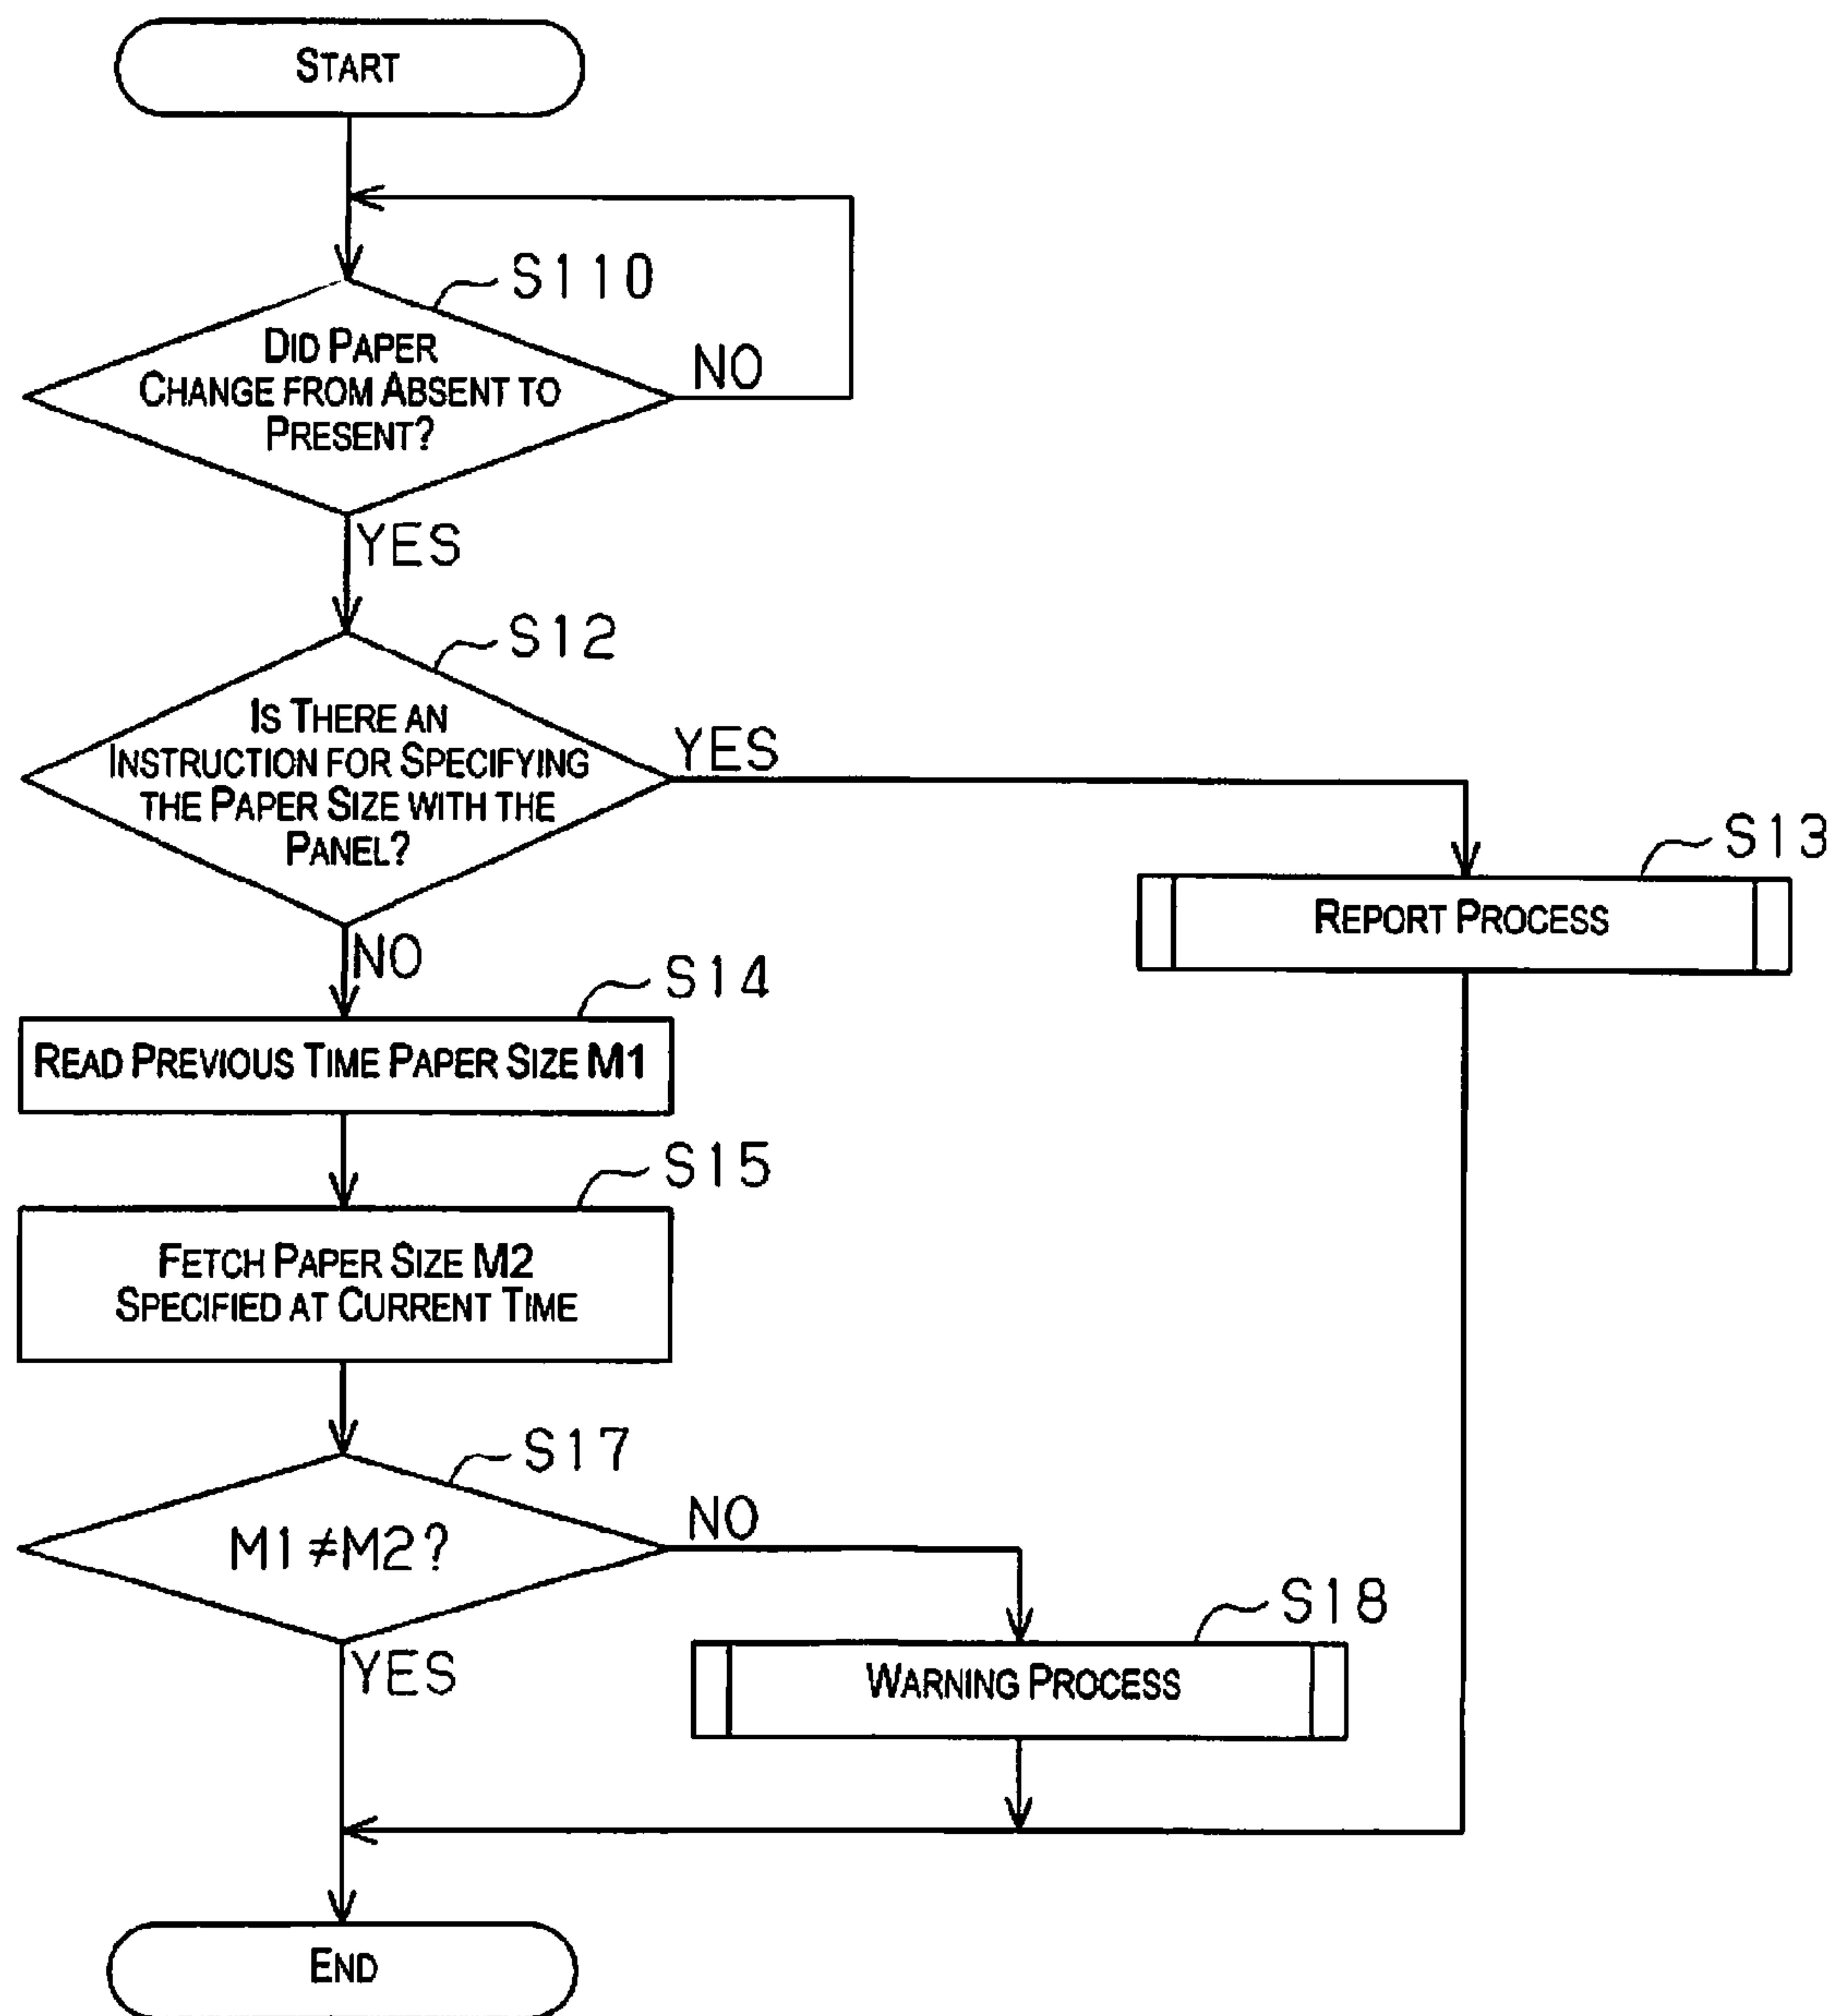 START
S110
DID PAPER
CHANGE FROM ABSENT TO
PRESENT?
NO
YES
S12
IS THERE AN
INSTRUCTION FOR SPECIFYING
THE PAPER SIZE WITH THE
PANEL?
YES
S13
REPORT PROCESS
NO
S14
READ PREVIOUS TIME PAPER SIZE M1
S15
FETCH PAPER SIZE M2
SPECIFIED AT CURRENT TIME
S17
M1≠M2?
NO
S18
WARNING PROCESS
YES
END